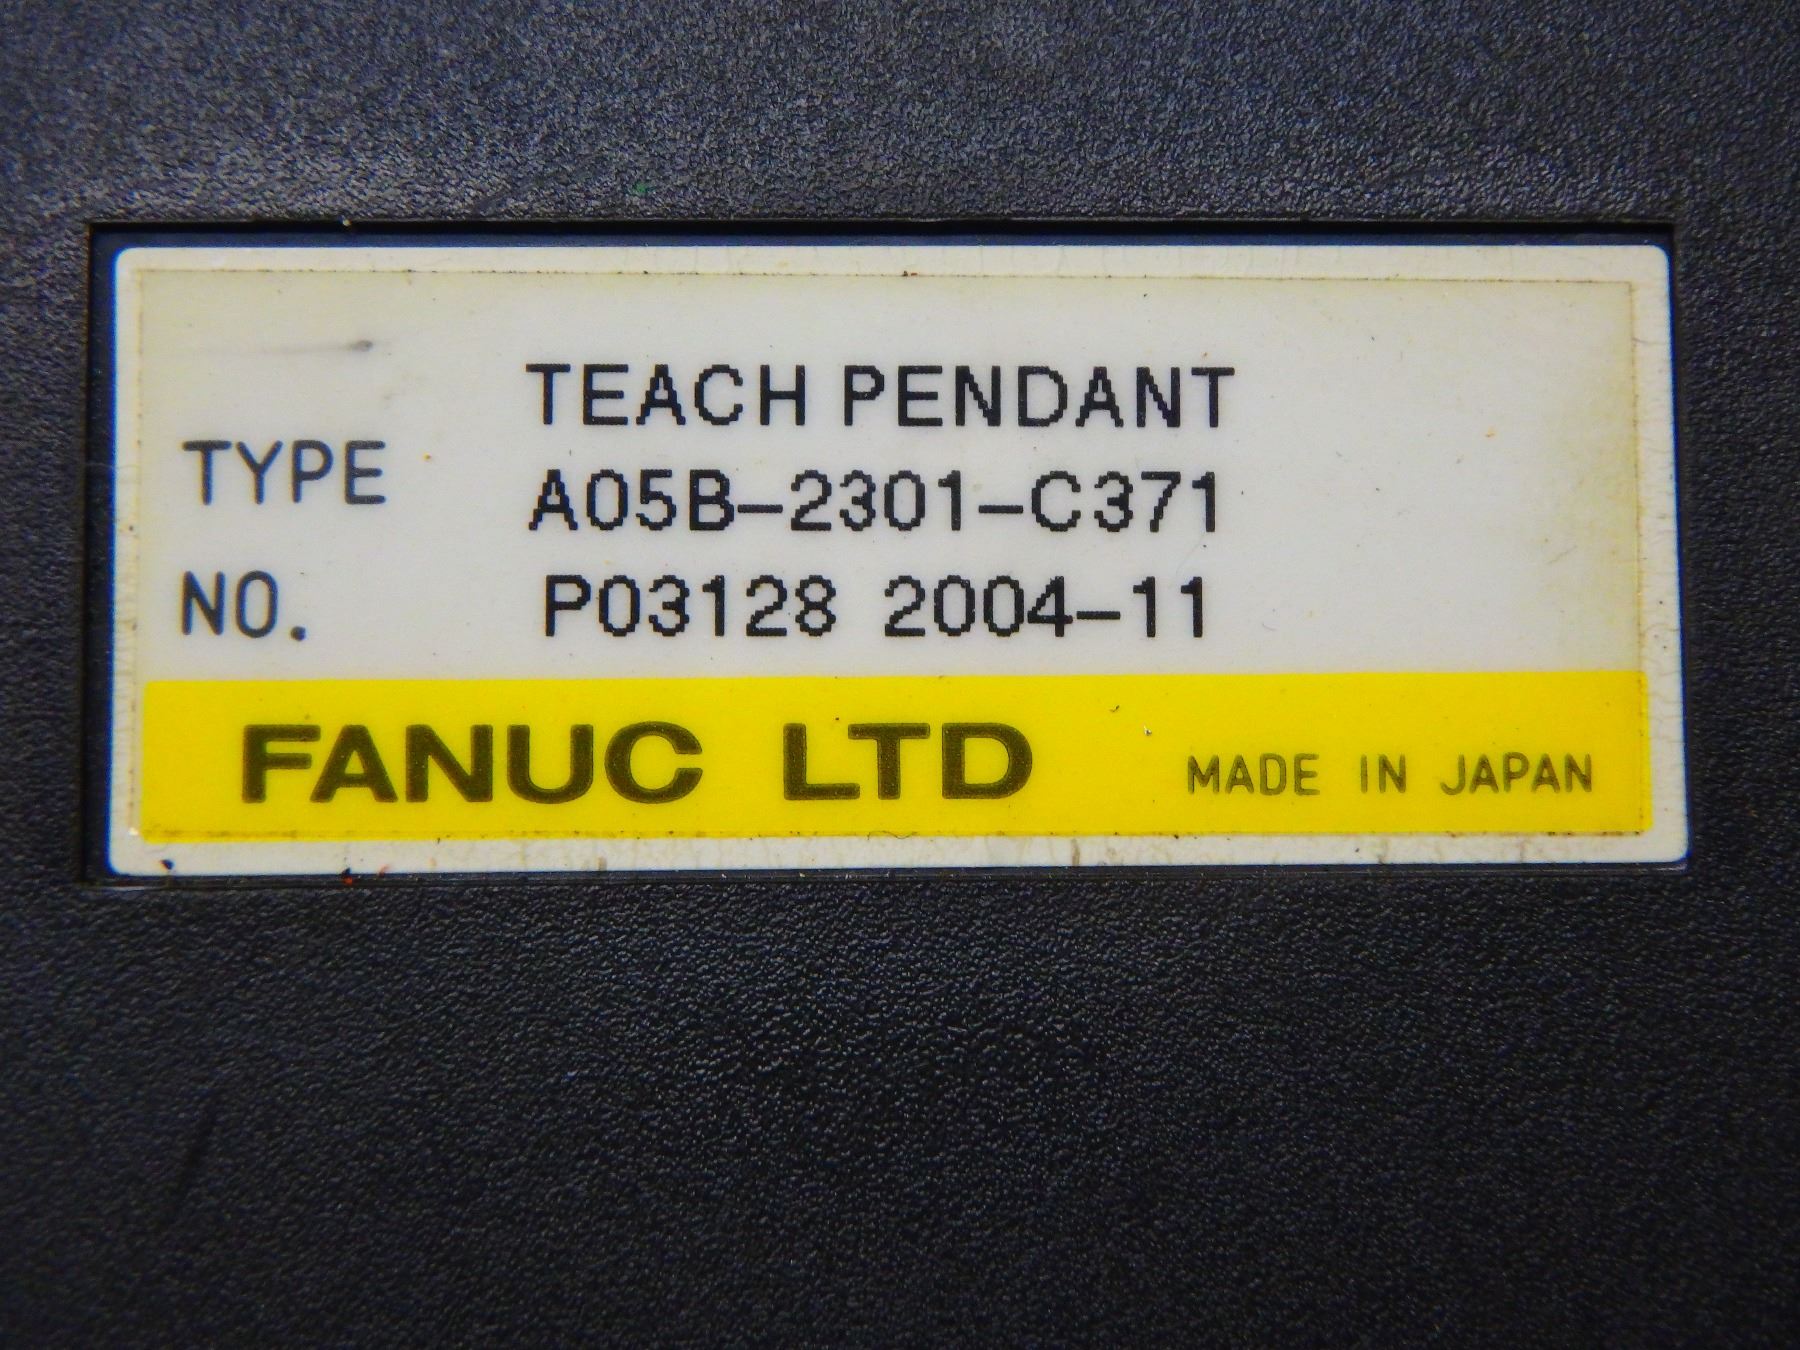 TEACH PENDANT
TYPE A05B-2301-C371
NO. P03128 2004-11
FANUC LTD MADE IN JAPAN